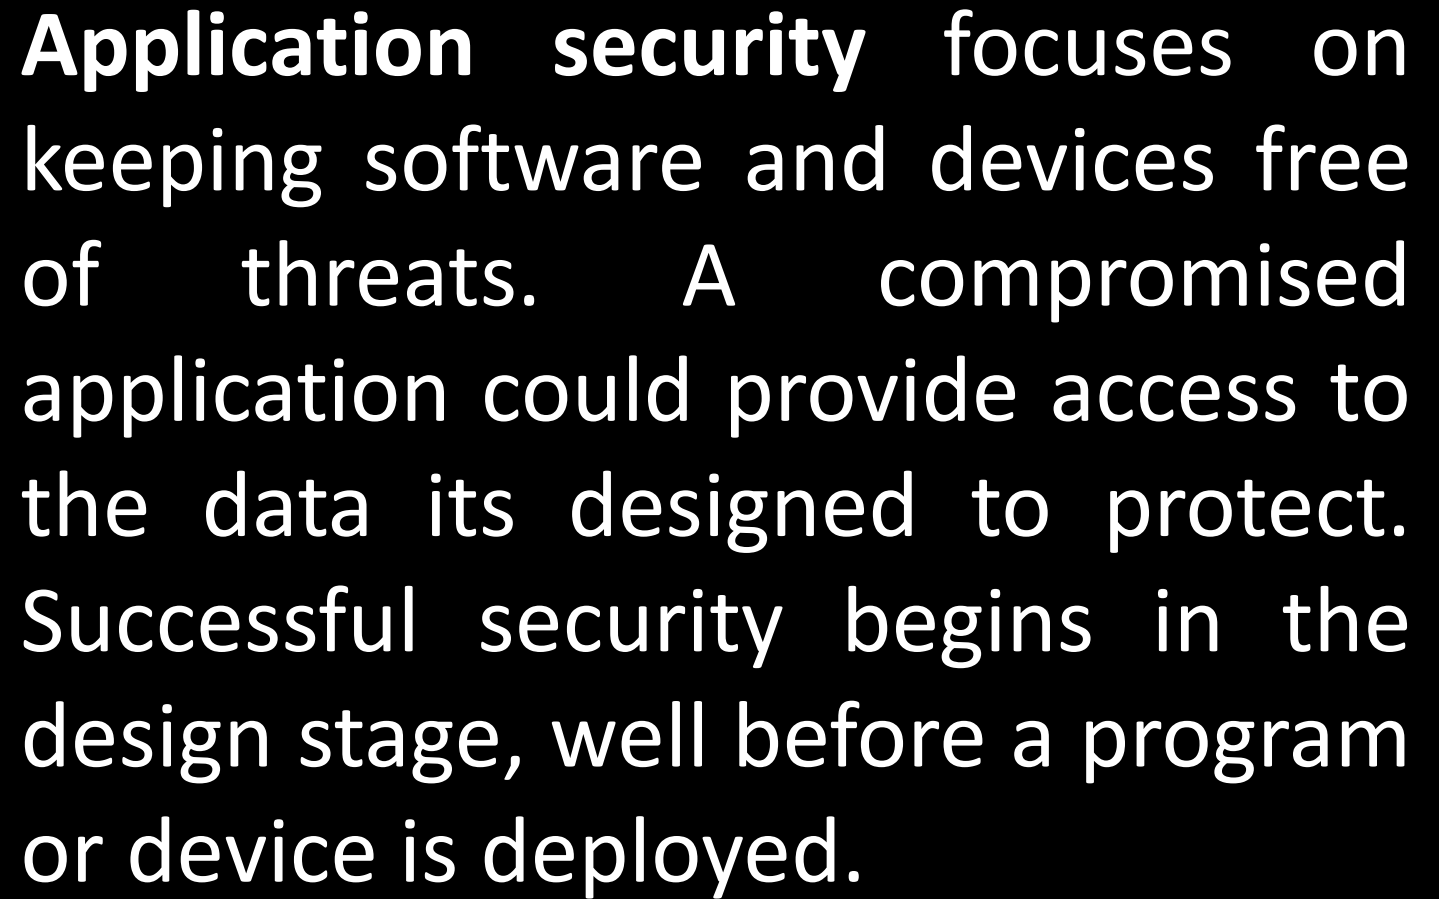 Application security focuses on
keeping software and devices free
of threats. A compromised
application could provide access to
the data its designed to protect.
Successful security begins in the
design stage, well before a program
or device is deployed.